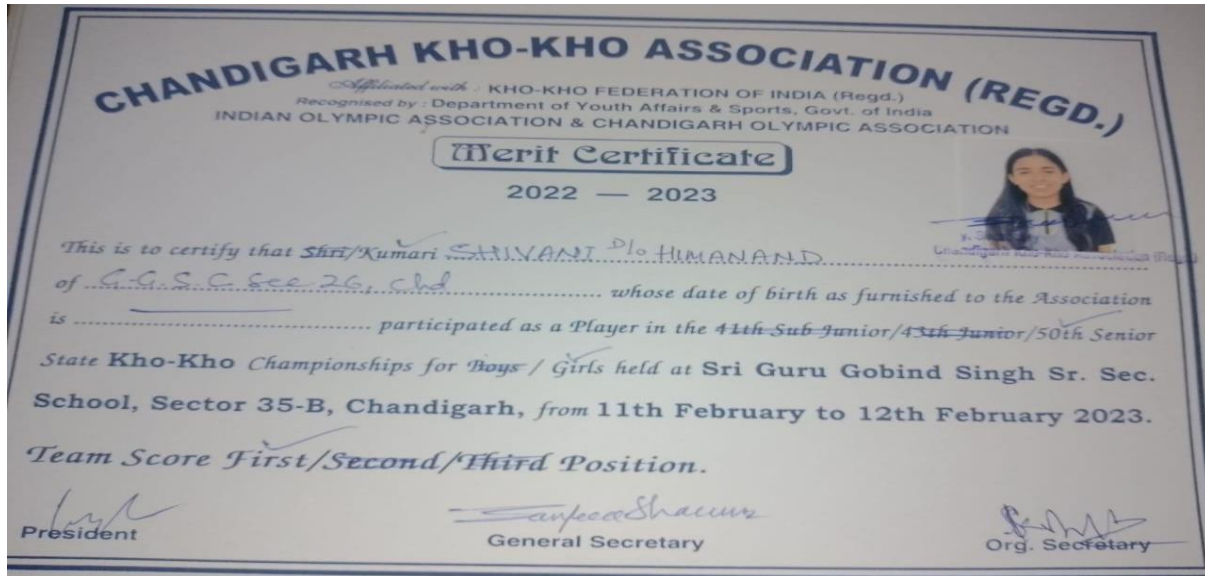 CHANDIGARH KHO-KHO ASSOCIATION (REGD.)
Affiliated with : KHO-KHO FEDERATION OF INDIA (Regd.)
Recognised by : Department of Youth Affairs & Sports, Govt. of India
INDIAN OLYMPIC ASSOCIATION & CHANDIGARH OLYMPIC ASSOCIATION
Merit Certificate
2022 — 2023
This is to certify that Shri/Kumari SHIVANI D/o HIMANAND
of G.G.S.C. Sec 26, Chd whose date of birth as furnished to the Association
is participated as a Player in the 41th Sub Junior/43th Junior/50th Senior
State Kho-Kho Championships for Boys / Girls held at Sri Guru Gobind Singh Sr. Sec.
School, Sector 35-B, Chandigarh, from 11th February to 12th February 2023.
Team Score First/Second/Third Position.
President
General Secretary
Org. Secretary